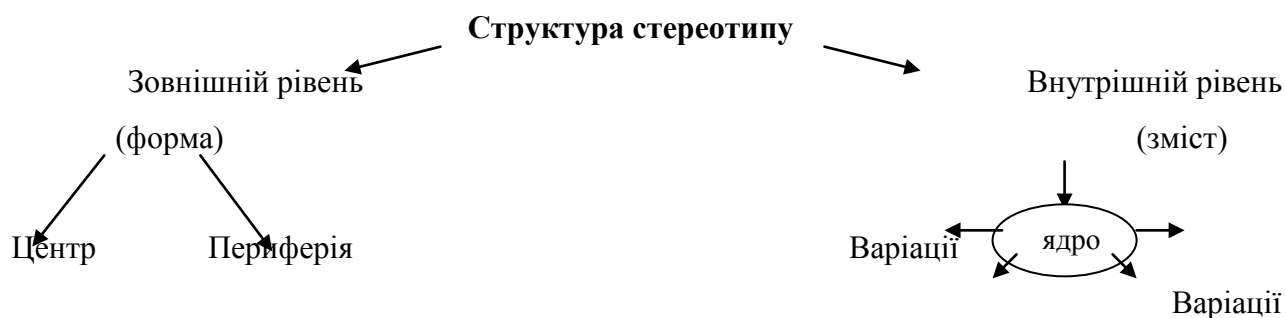 Структура стереотипу
Зовнішній рівень
Внутрішній рівень
(форма)
(зміст)
Центр
Периферія
Варіації
ядро
Варіації